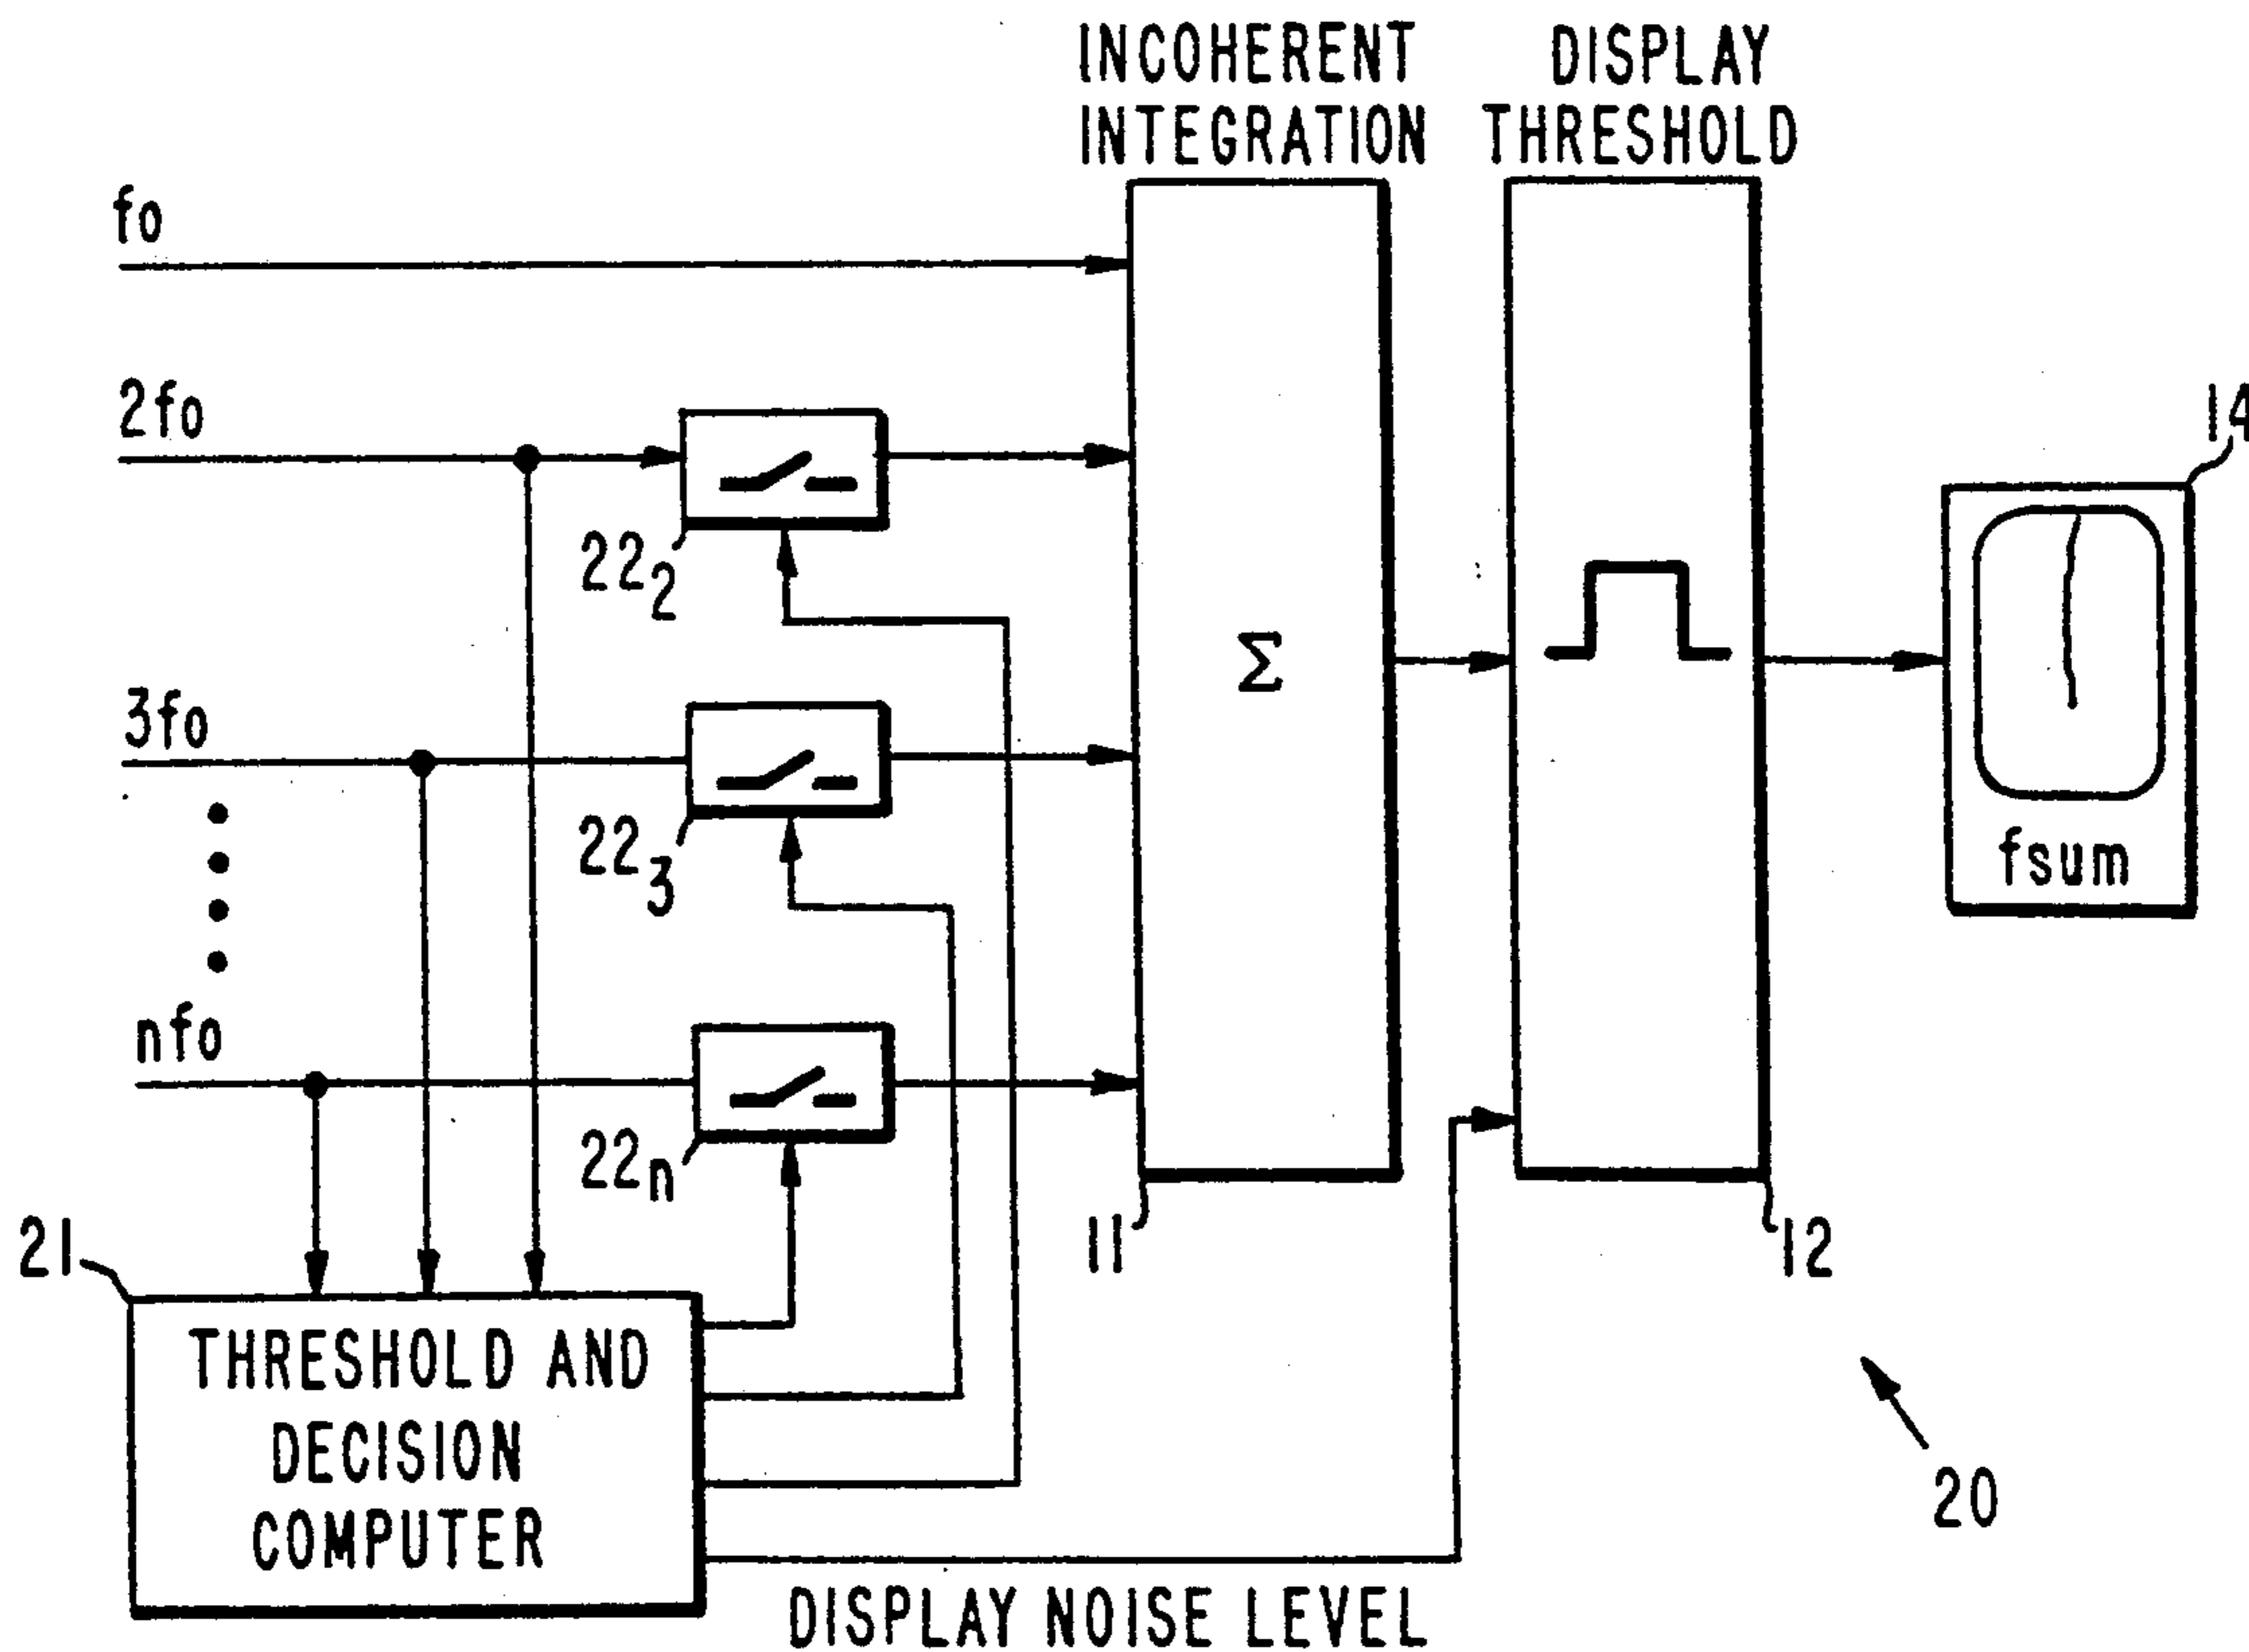 INCOHERENT
INTEGRATION
DISPLAY
THRESHOLD
fo
2fo
22₂
3fo
22₃
nfo
22n
Σ
14
fsum
11
12
21
THRESHOLD AND
DECISION
COMPUTER
DISPLAY NOISE LEVEL
20